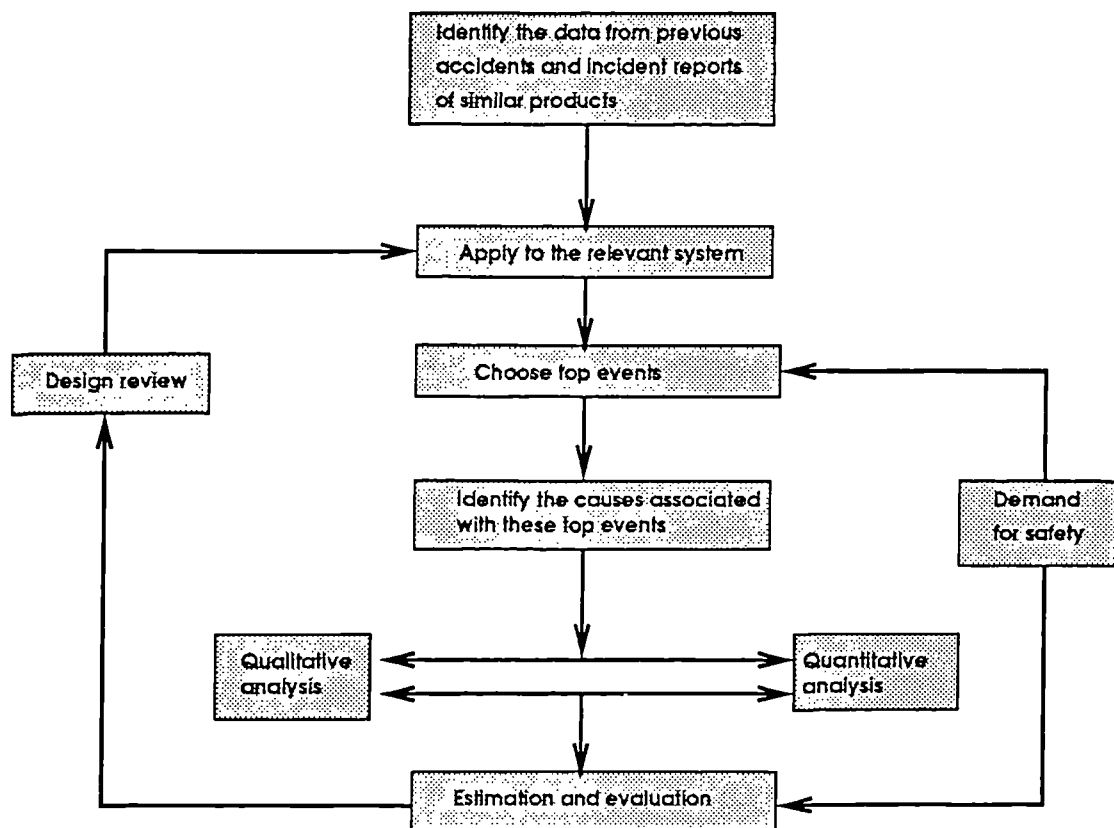 Identify the data from previous
accidents and incident reports
of similar products
Apply to the relevant system
Design review
Choose top events
Identify the causes associated
with these top events
Demand
for safety
Qualitative
analysis
Quantitative
analysis
Estimation and evaluation